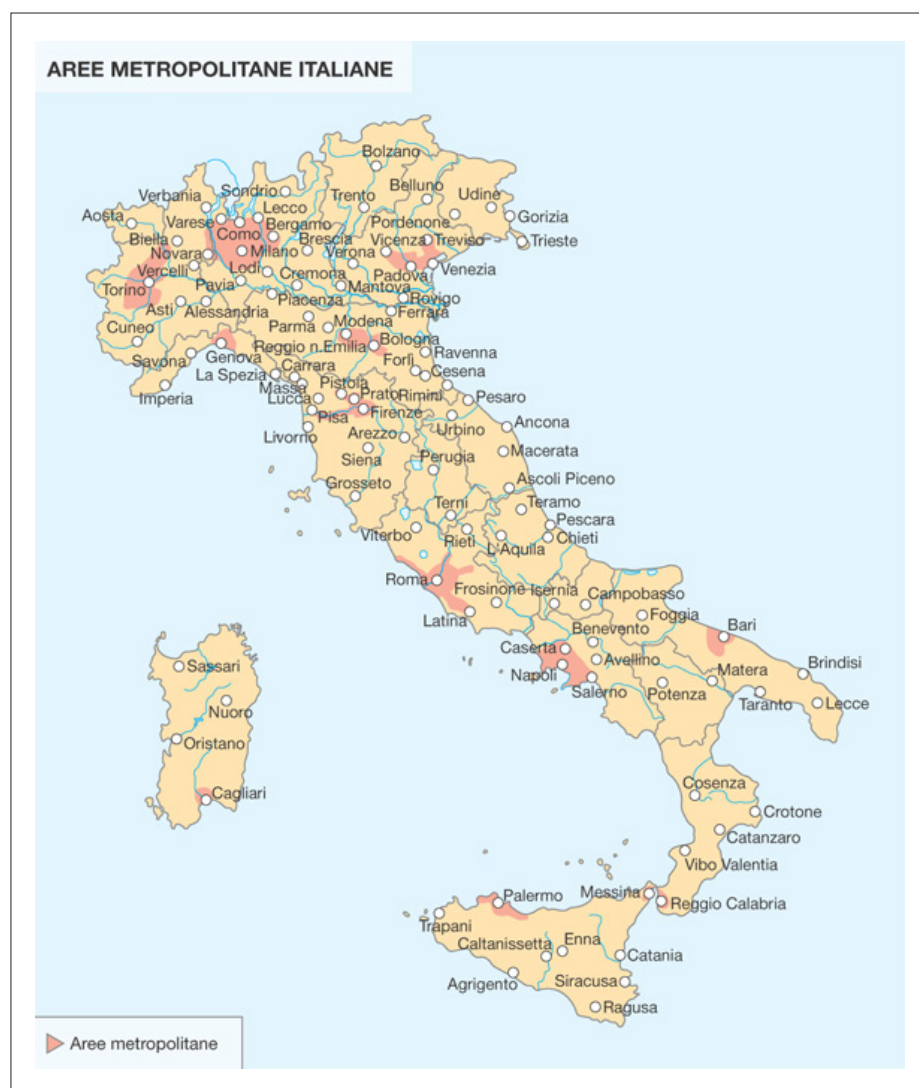 AREE METROPOLITANE ITALIANE
Bolzano
Sondrio
Trento
Belluno
Udine
Verbania
Lecco
Gorizia
Aosta
Varese
Como
Bergamo
Pordenone
Biella
Milano
Brescia
Vicenza
Treviso
Trieste
Novara
Verona
Vercelli
Lodi
Cremona
Padova
Venezia
Torino
Pavia
Mantova
Asti
Alessandria
Piacenza
Rovigo
Ferrara
Cuneo
Parma
Modena
Savona
Genova
Reggio n.Emilia
Bologna
Ravenna
La Spezia
Carrara
Forlì
Cesena
Imperia
Massa
Pistoia
Lucca
Prato
Rimini
Pesaro
Pisa
Firenze
Urbino
Ancona
Livorno
Arezzo
Macerata
Siena
Perugia
Grosseto
Ascoli Piceno
Terni
Teramo
Viterbo
Rieti
Pescara
L'Aqulla
Chieti
Roma
Frosinone
Isernia
Campobasso
Latina
Foggia
Benevento
Bari
Caserta
Napoli
Avellino
Salerno
Potenza
Matera
Brindisi
Taranto
Lecce
Sassari
Nuoro
Oristano
Cagliari
Cosenza
Crotone
Catanzaro
Vibo Valentia
Messina
Reggio Calabria
Palermo
Trapani
Caltanissetta
Enna
Catania
Agrigento
Siracusa
Ragusa
Aree metropolitane